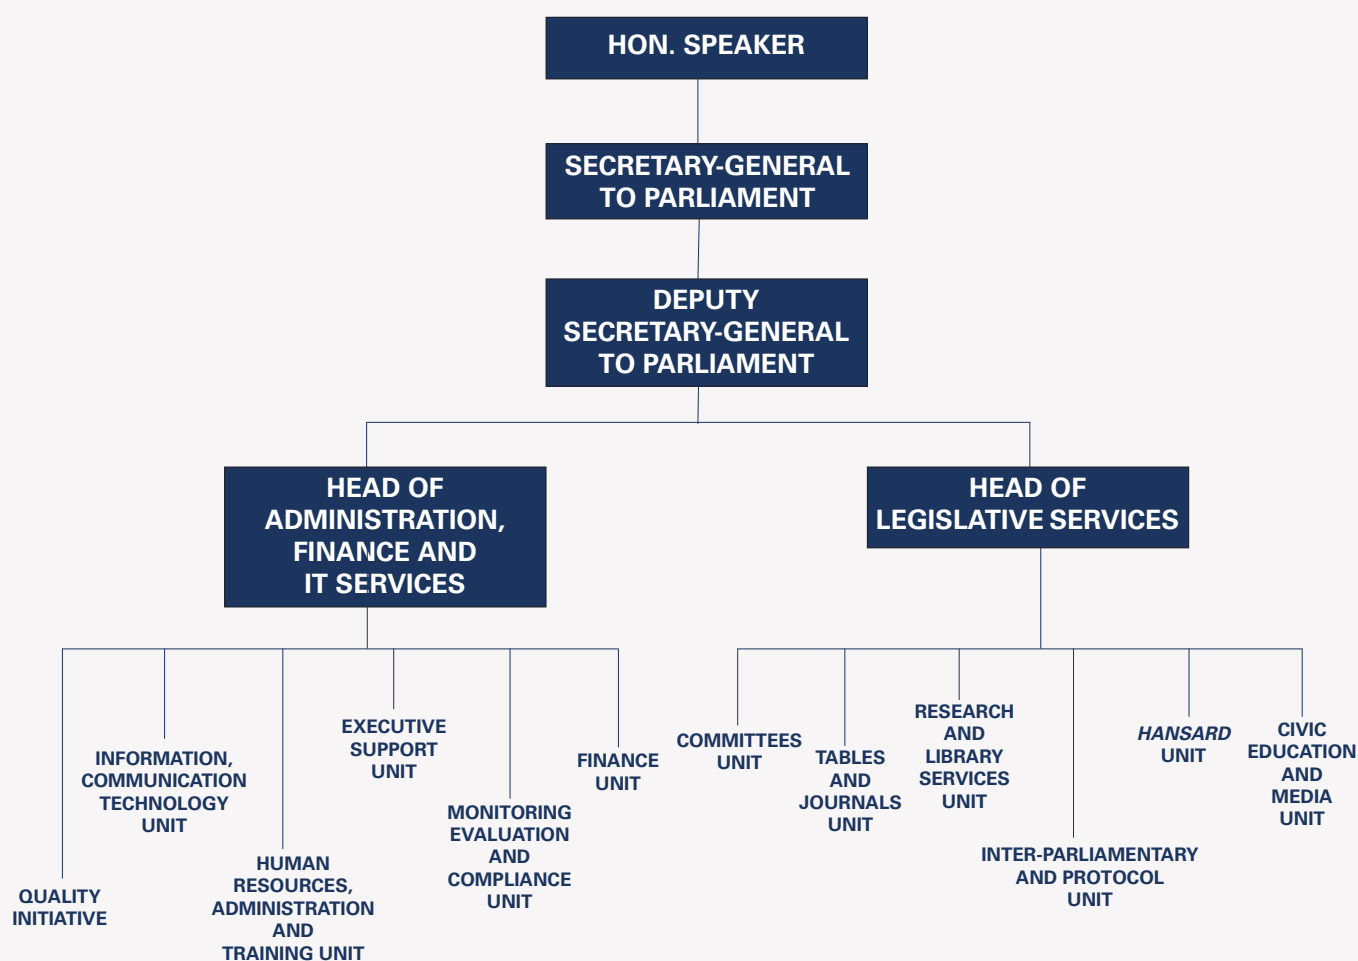 HON. SPEAKER
SECRETARY-GENERAL
TO PARLIAMENT
DEPUTY
SECRETARY-GENERAL
TO PARLIAMENT
HEAD OF
ADMINISTRATION,
FINANCE AND
IT SERVICES
HEAD OF
LEGISLATIVE SERVICES
QUALITY
INITIATIVE
INFORMATION,
COMMUNICATION
TECHNOLOGY
UNIT
HUMAN
RESOURCES,
ADMINISTRATION
AND
TRAINING UNIT
EXECUTIVE
SUPPORT
UNIT
MONITORING
EVALUATION
AND
COMPLIANCE
UNIT
FINANCE
UNIT
COMMITTEES
UNIT
TABLES
AND
JOURNALS
UNIT
RESEARCH
AND
LIBRARY
SERVICES
UNIT
INTER-PARLIAMENTARY
AND PROTOCOL
UNIT
HANSARD
UNIT
CIVIC
EDUCATION
AND
MEDIA
UNIT